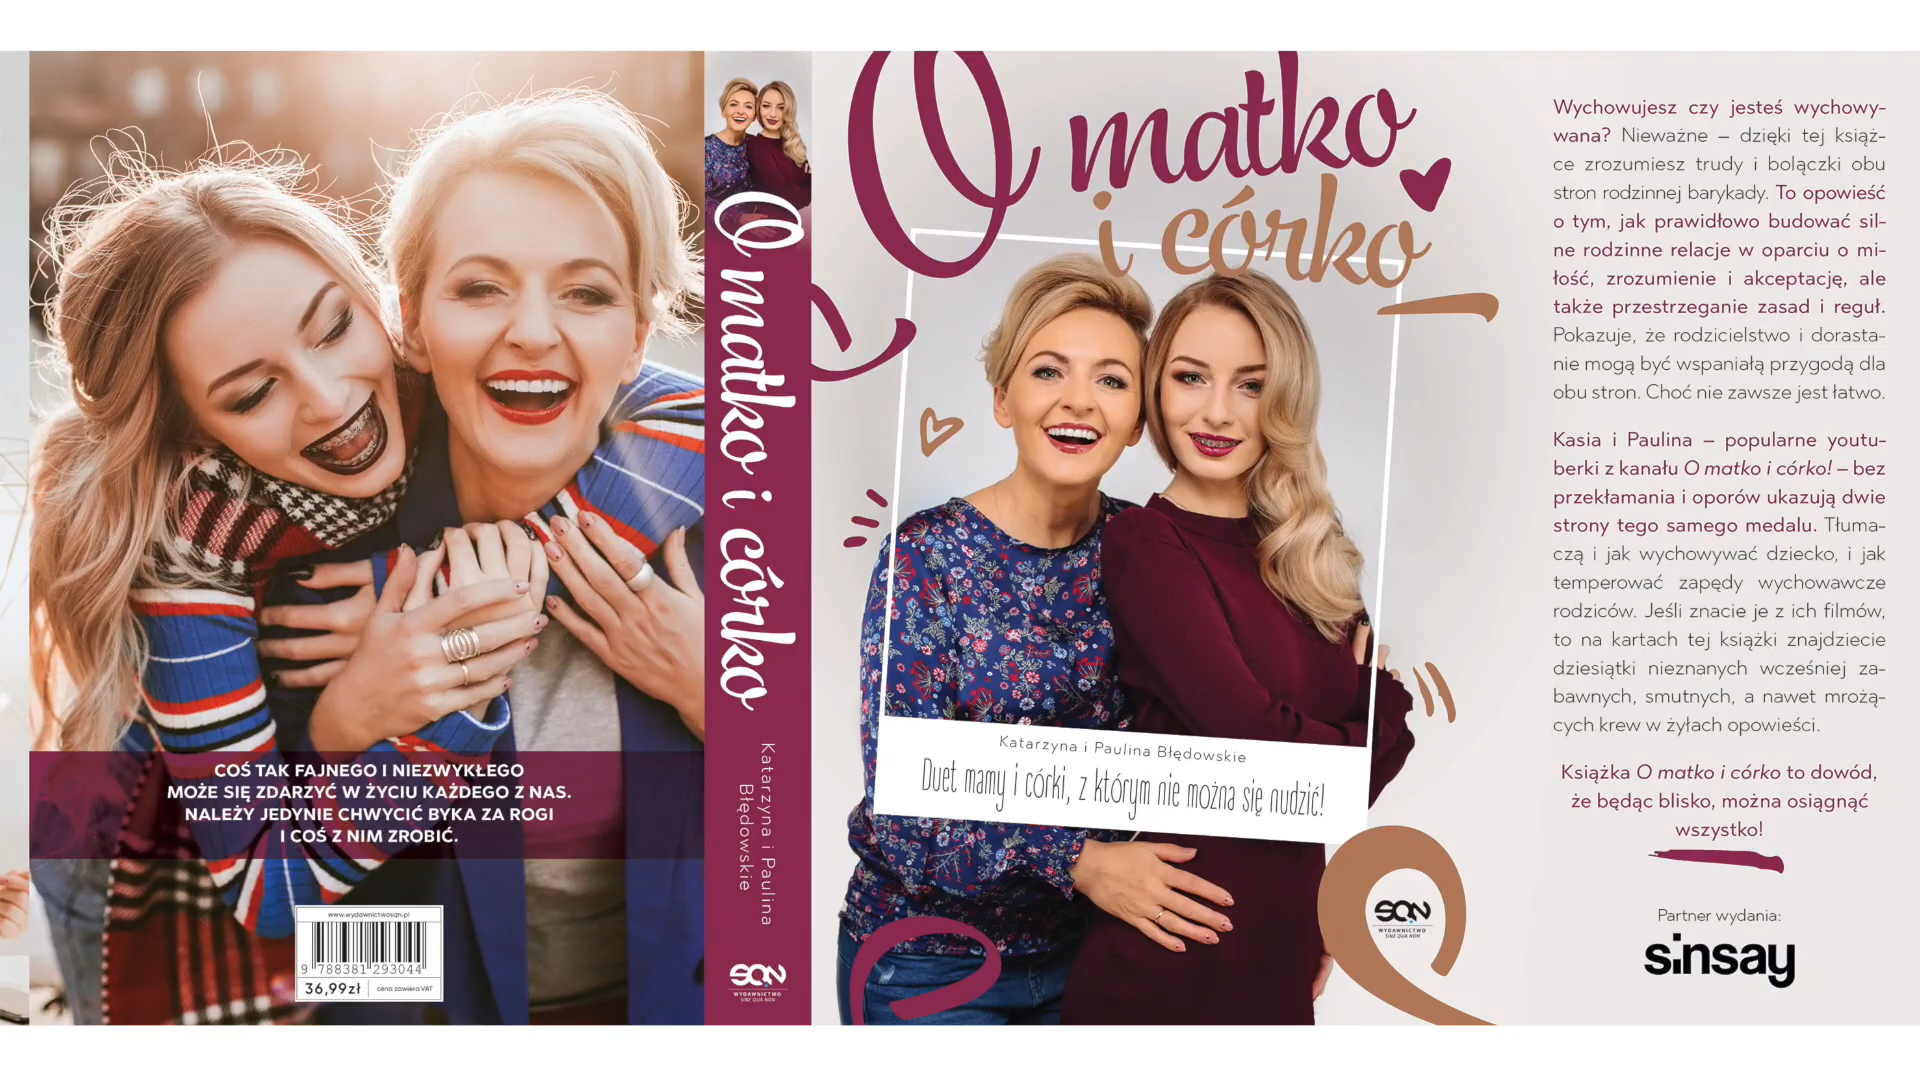 COŚ TAK FAJNEGO I NIEZWYKŁEGO
MOŻE SIĘ ZDARZYĆ W ŻYCIU KAŻDEGO Z NAS.
NALEŻY JEDYNIE CHWYCIĆ BYKA ZA ROGI
I COŚ Z NIM ZROBIĆ.
www.wydawnictwosqn.pl
9 788381 293044
36,99zł
cena zawiera VAT
O matko i córko
Katarzyna i Paulina
Błędowskie
SQN
WYDAWNICTWO
SINE QUA NON
O matko
i córko
Katarzyna i Paulina Błędowskie
Duet mamy i córki, z którym nie można się nudzić!
SQN
WYDAWNICTWO
SINE QUA NON
Wychowujesz czy jesteś wychowy-
wana? Nieważne – dzięki tej książ-
ce zrozumiesz trudy i bolączki obu
stron rodzinnej barykady. To opowieść
o tym, jak prawidłowo budować sil-
ne rodzinne relacje w oparciu o mi-
łość, zrozumienie i akceptację, ale
także przestrzeganie zasad i reguł.
Pokazuje, że rodzicielstwo i dorasta-
nie mogą być wspaniałą przygodą dla
obu stron. Choć nie zawsze jest łatwo.
Kasia i Paulina – popularne youtu-
berki z kanału O matko i córko! – bez
przekłamania i oporów ukazują dwie
strony tego samego medalu. Tłuma-
czą i jak wychowywać dziecko, i jak
temperować zapędy wychowawcze
rodziców. Jeśli znacie je z ich filmów,
to na kartach tej książki znajdziecie
dziesiątki nieznanych wcześniej za-
bawnych, smutnych, a nawet mrożą-
cych krew w żyłach opowieści.
Książka O matko i córko to dowód,
że będąc blisko, można osiągnąć
wszystko!
Partner wydania:
sinsay